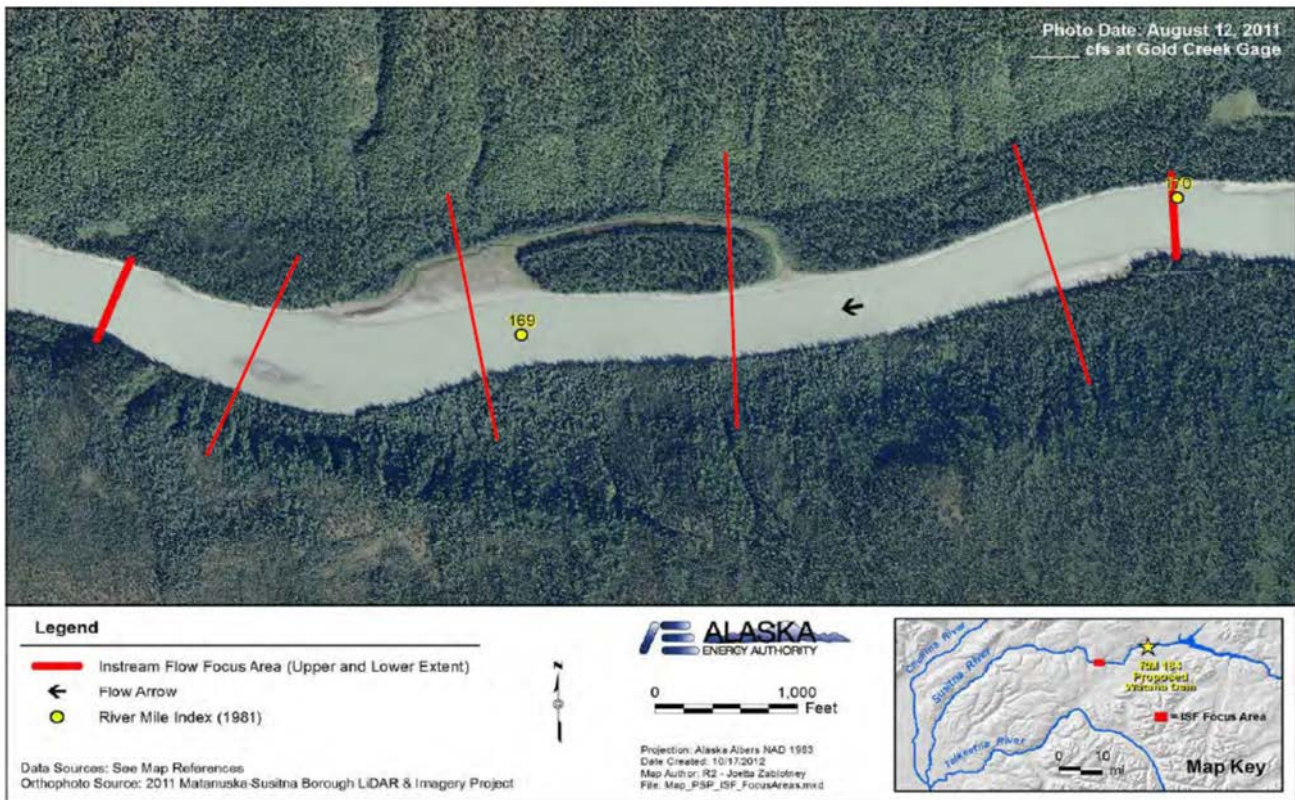 Photo Date: August 12, 2011
____ cfs at Gold Creek Gage
170
169
Legend
Instream Flow Focus Area (Upper and Lower Extent)
Flow Arrow
River Mile Index (1981)
Data Sources: See Map References
Orthophoto Source: 2011 Matanuska-Susitna Borough LiDAR & Imagery Project
N
ALASKA
ENERGY AUTHORITY
0 1,000
Feet
Projection: Alaska Albers NAD 1983
Date Created: 10/17/2012
Map Author: R2 - Joetta Zablotney
File: Map_PSP_ISF_FocusAreas.mxd
Chulitna River
Susitna River
Talkeetna River
RM 184
Proposed
Watana Dam
= ISF Focus Area
0 10
mi
Map Key